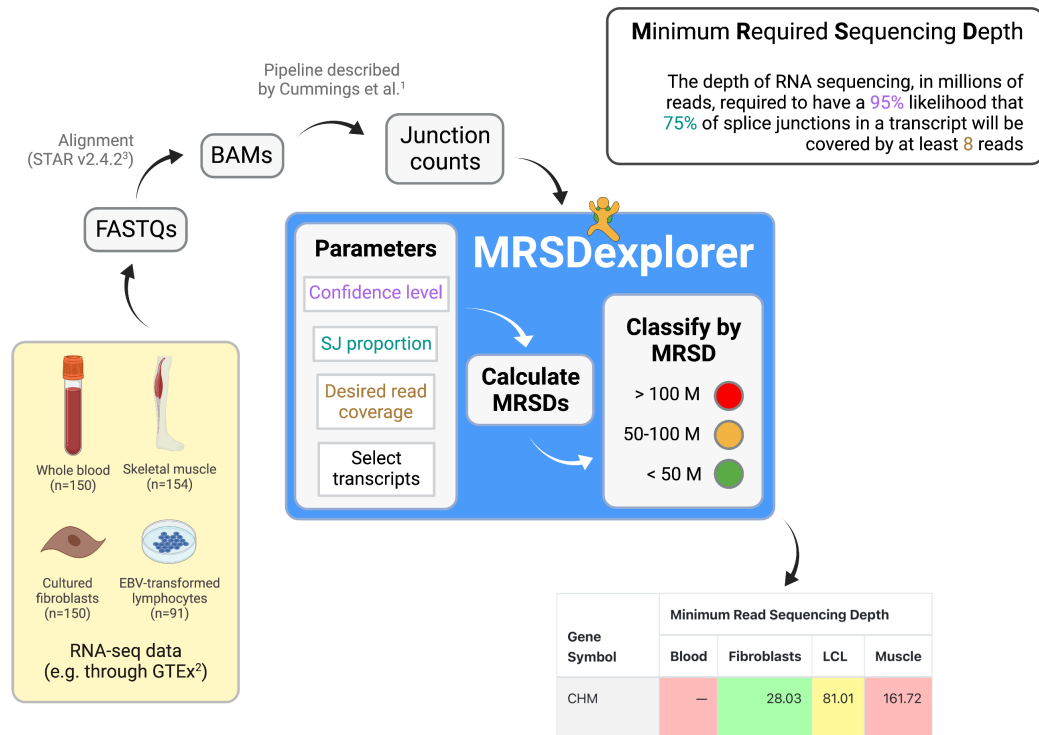 Minimum Required Sequencing Depth
The depth of RNA sequencing, in millions of
reads, required to have a 95% likelihood that
75% of splice junctions in a transcript will be
covered by at least 8 reads
Pipeline described
by Cummings et al.1
Alignment
(STAR v2.4.2³)
BAMs
Junction
counts
FASTQs
MRSDexplorer
Parameters
Confidence level
SJ proportion
Desired read
coverage
Select
transcripts
Calculate
MRSDs
Classify by
MRSD
> 100 M
50-100 M
< 50 M
Whole blood
(n=150)
Skeletal muscle
(n=154)
Cultured
fibroblasts
(n=150)
EBV-transformed
lymphocytes
(n=91)
RNA-seq data
(e.g. through GTEx²)
Gene
Symbol
Minimum Read Sequencing Depth
Blood Fibroblasts LCL Muscle
CHM — 28.03 81.01 161.72